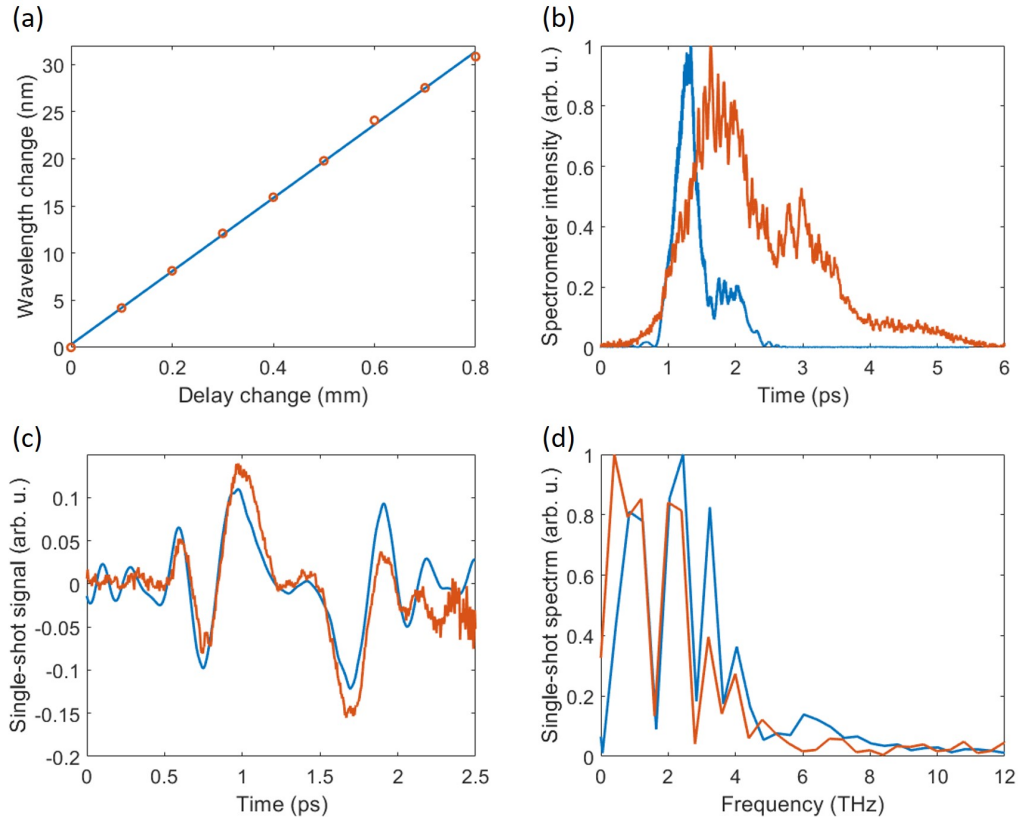 (a)
Wavelength change (nm)
30
25
20
15
10
5
0
0 0.2 0.4 0.6 0.8
Delay change (mm)
(b)
Spectrometer intensity (arb. u.)
1
0.8
0.6
0.4
0.2
0
0 1 2 3 4 5 6
Time (ps)
(c)
Single-shot signal (arb. u.)
0.1
0.05
0
-0.05
-0.1
-0.15
-0.2
0 0.5 1 1.5 2 2.5
Time (ps)
(d)
Single-shot spectrm (arb. u.)
1
0.8
0.6
0.4
0.2
0
0 2 4 6 8 10 12
Frequency (THz)